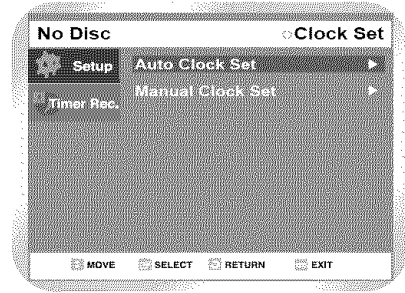 No Disc Clock Set
Setup Auto Clock Set
Timer Rec. Manual Clock Set
MOVE SELECT RETURN EXIT